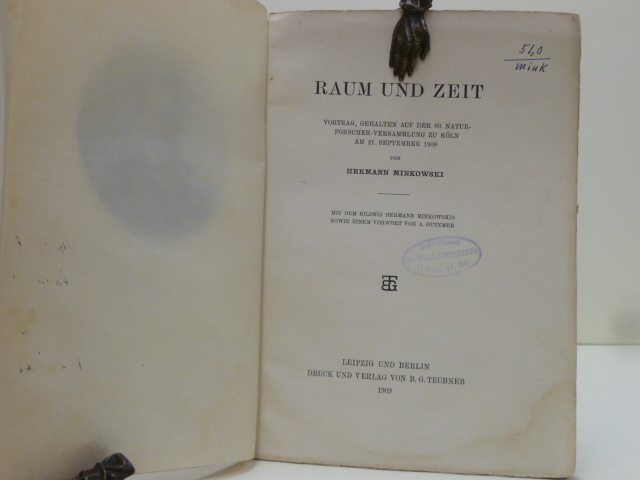 51,0
Mink
RAUM UND ZEIT
VORTRAG, GEHALTEN AUF DER 80. NATUR-
FORSCHER-VERSAMMLUNG ZU KÖLN
AM 21. SEPTEMBER 1908
VON
HERMANN MINKOWSKI
MIT DEM BILDNIS HERMANN MINKOWSKIS
SOWIE EINEM VORWORT VON A. GUTZMER
LEIPZIG UND BERLIN
DRUCK UND VERLAG VON B. G. TEUBNER
1909